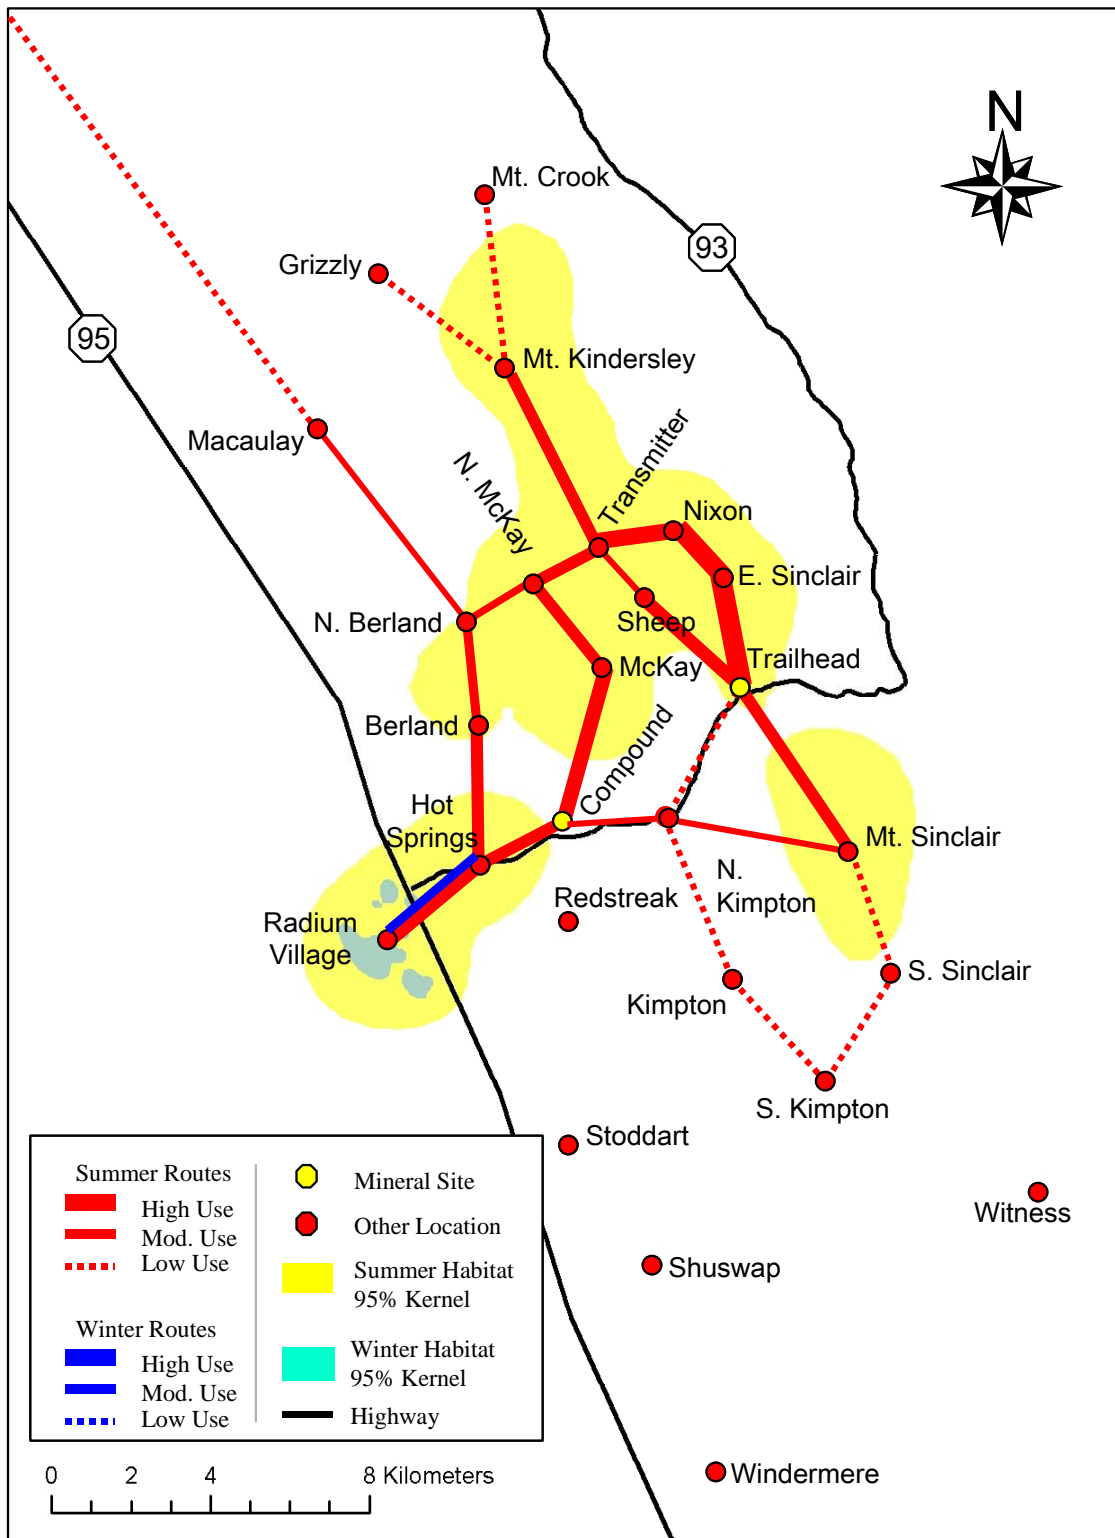 N
Mt. Crook
93
Grizzly
95
Mt. Kindersley
Macaulay
Transmitter
N. McKay
Nixon
E. Sinclair
N. Berland
Sheep
McKay
Trailhead
Berland
Compound
Hot
Springs
Mt. Sinclair
N.
Kimpton
Redstreak
Radium
Village
S. Sinclair
Kimpton
S. Kimpton
Stoddart
Witness
Shuswap
Windermere
Summer Routes
High Use
Mod. Use
Low Use
Winter Routes
High Use
Mod. Use
Low Use
Mineral Site
Other Location
Summer Habitat
95% Kernel
Winter Habitat
95% Kernel
Highway
0 2 4 8 Kilometers